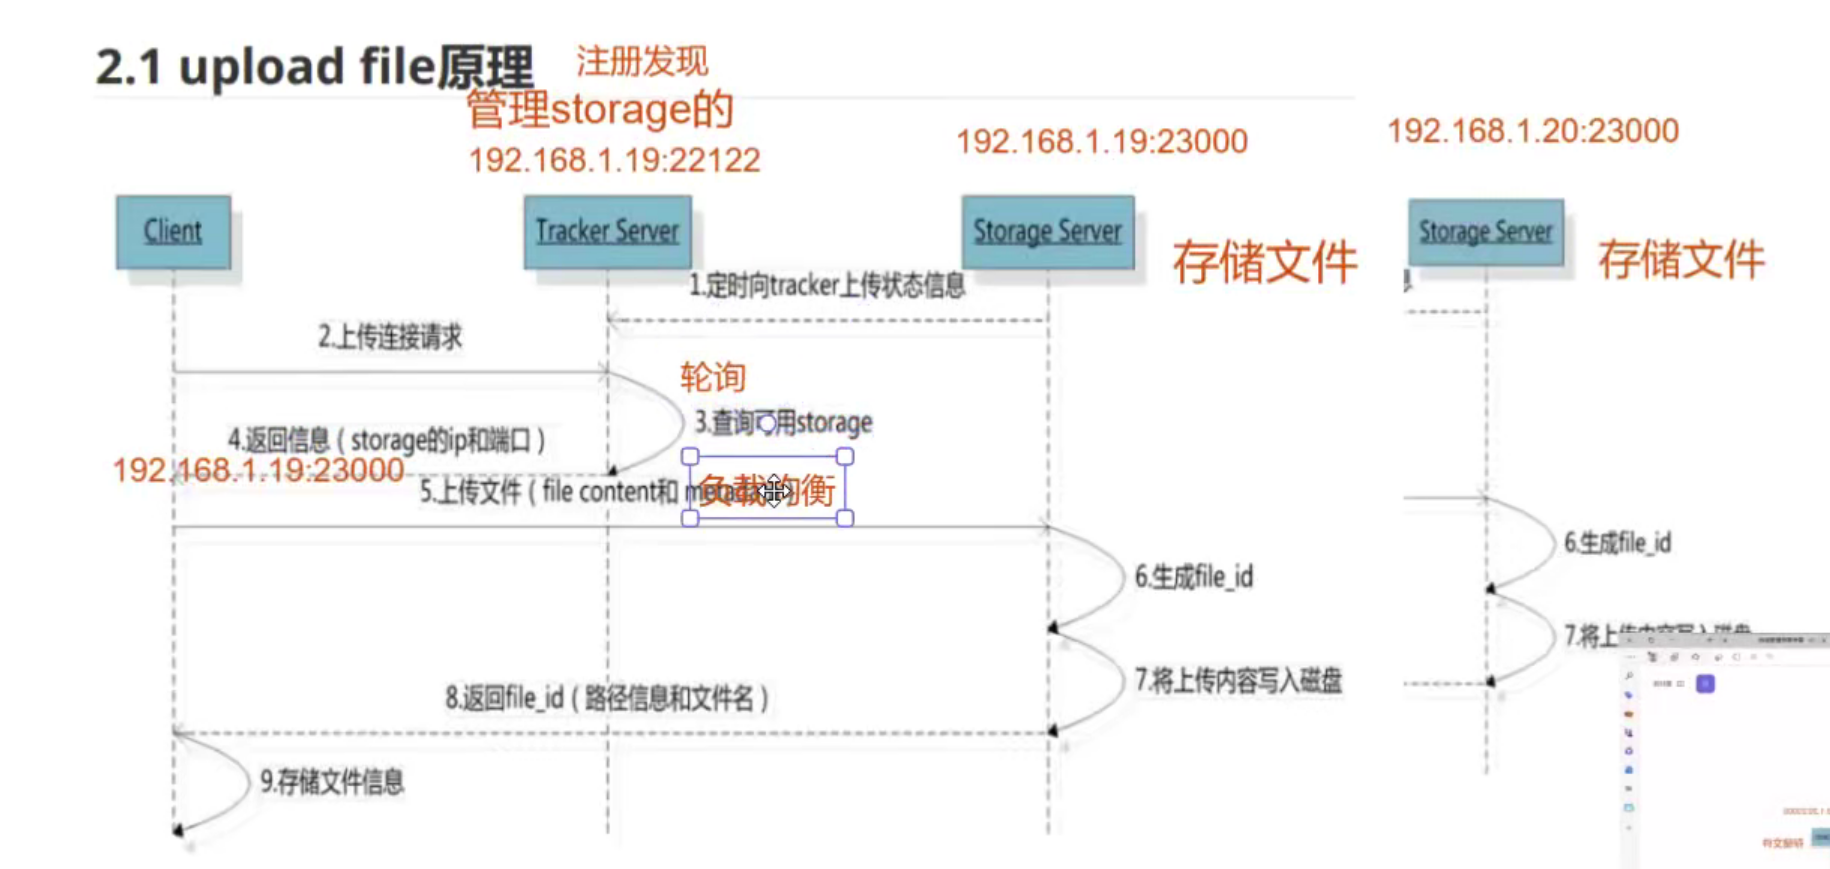 2.1 upload file原理
注册发现
管理storage的
192.168.1.19:22122
192.168.1.19:23000
192.168.1.20:23000
Client
Tracker Server
Storage Server
存储文件
Storage Server
存储文件
1.定时向tracker上传状态信息
2.上传连接请求
轮询
3.查询可用storage
4.返回信息（storage的ip和端口）
192.168.1.19:23000
5.上传文件（file content和
负载均衡
6.生成file_id
6.生成file_id
7.将上传内容写入磁盘
7.将上传内容写入磁盘
8.返回file_id（路径信息和文件名）
9.存储文件信息